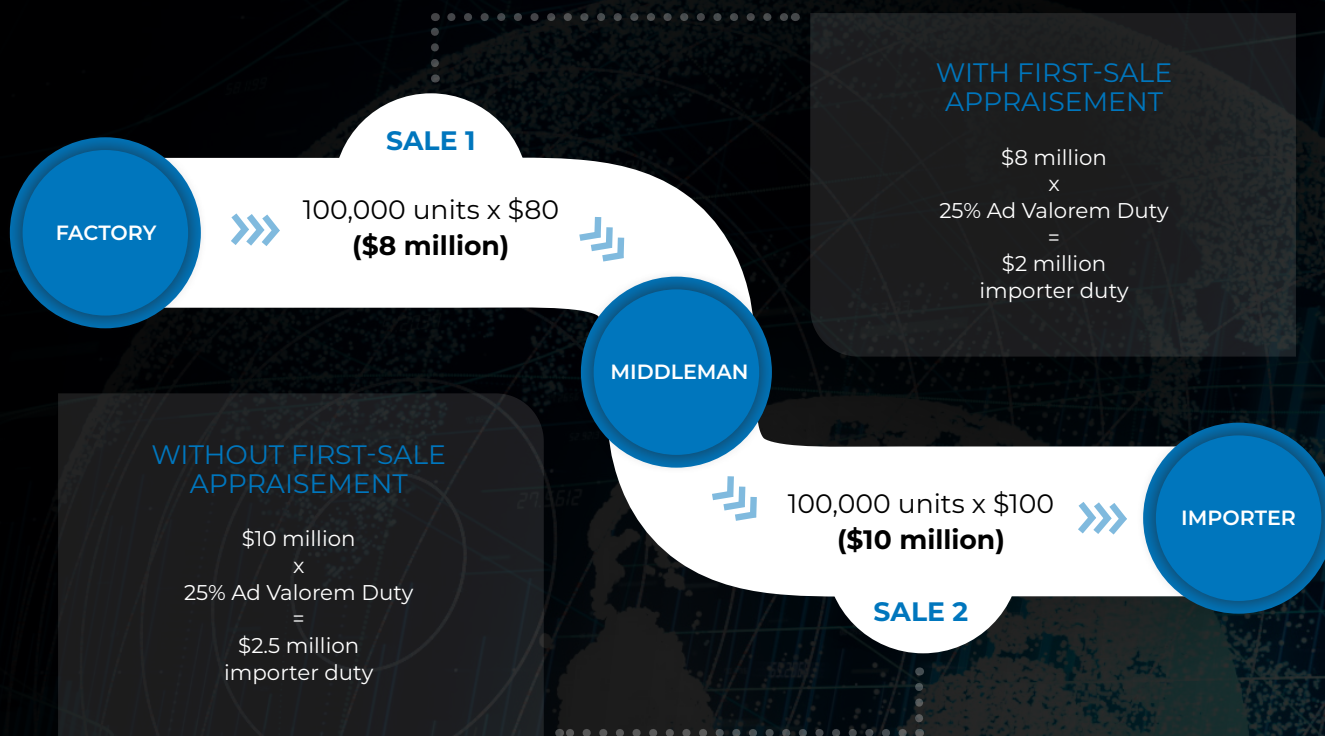 WITH FIRST-SALE
APPRAISEMENT
$8 million
x
25% Ad Valorem Duty
=
$2 million
importer duty
SALE 1
FACTORY
100,000 units x $80
($8 million)
MIDDLEMAN
WITHOUT FIRST-SALE
APPRAISEMENT
$10 million
x
25% Ad Valorem Duty
=
$2.5 million
importer duty
100,000 units x $100
($10 million)
IMPORTER
SALE 2